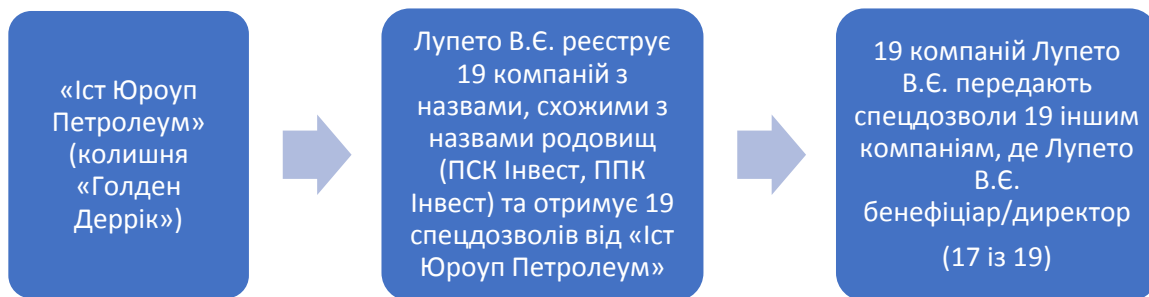 «Іст Юроуп
Петролеум»
(колишня
«Голден
Деррік»)
Лупето В.Є. реєструє
19 компаній з
назвами, схожими з
назвами родовищ
(ПСК Інвест, ППК
Інвест) та отримує 19
спецдозволів від «Іст
Юроуп Петролеум»
19 компаній Лупето
В.Є. передають
спецдозволи 19 іншим
компаніям, де Лупето
В.Є.
бенефіціар/директор
(17 із 19)